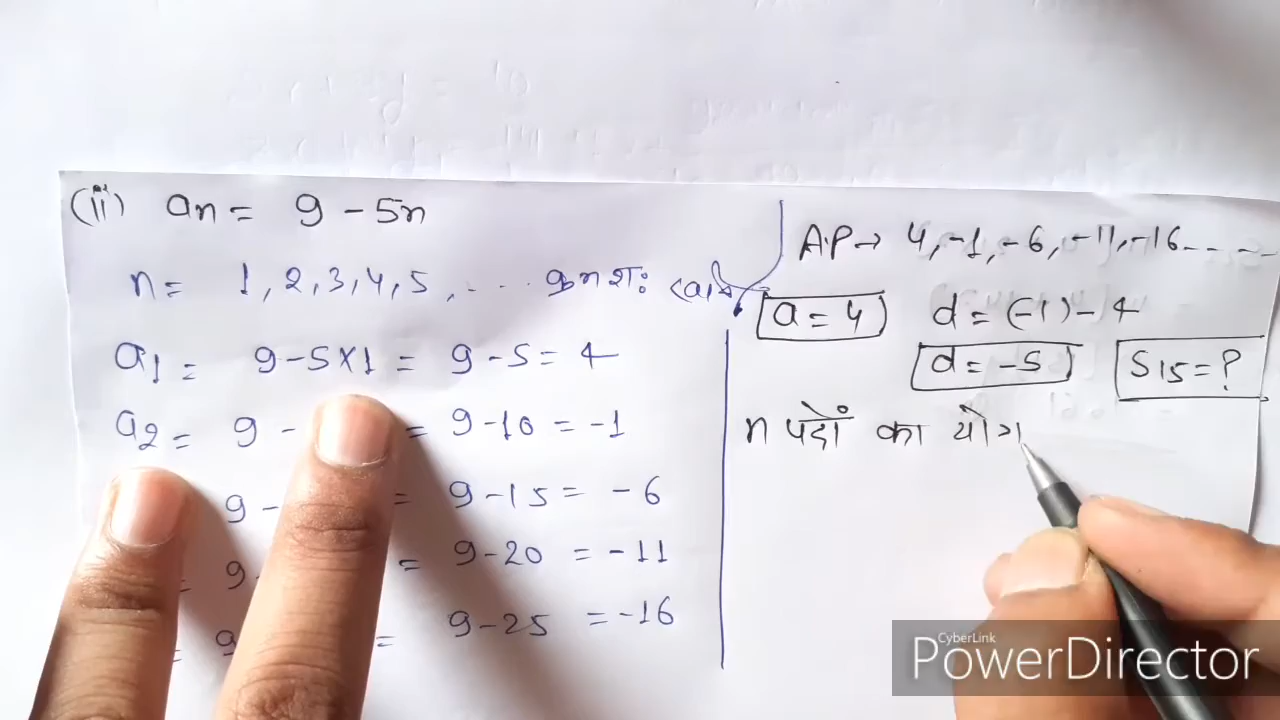 (ii) an = 9 - 5n
n = 1, 2, 3, 4, 5, ... क्रमशः
a1 = 9 - 5 × 1 = 9 - 5 = 4
a2 = 9 - = 9 - 10 = -1
9 - = 9 - 15 = -6
= 9 - = 9 - 20 = -11
= 9 = 9 - 25 = -16
A.P → 4, -1, -6, -11, -16 - - - -
a = 4 d = (-1) - 4
d = -5 S15 = ?
n पदों का योग
CyberLink
PowerDirector